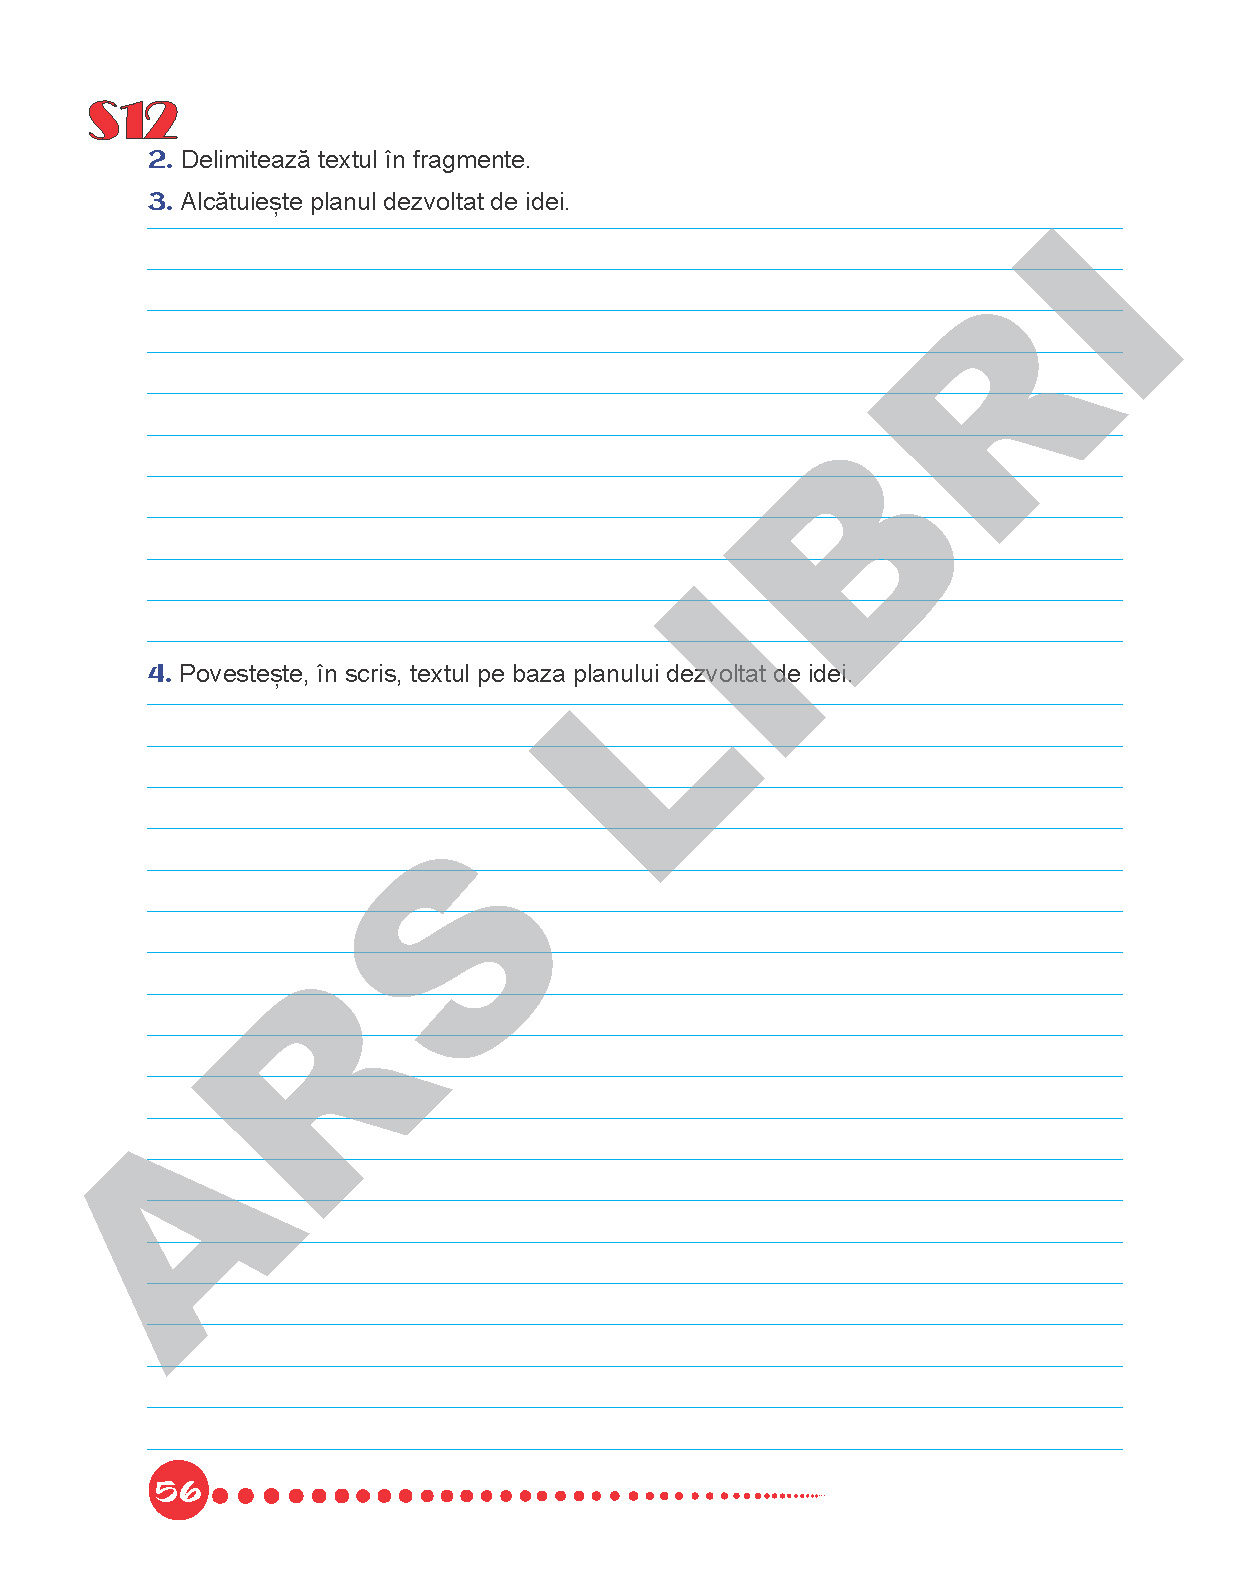 S12
2. Delimitează textul în fragmente.
3. Alcătuiește planul dezvoltat de idei.
4. Povestește, în scris, textul pe baza planului dezvoltat de idei.
ARS LIBRI
56